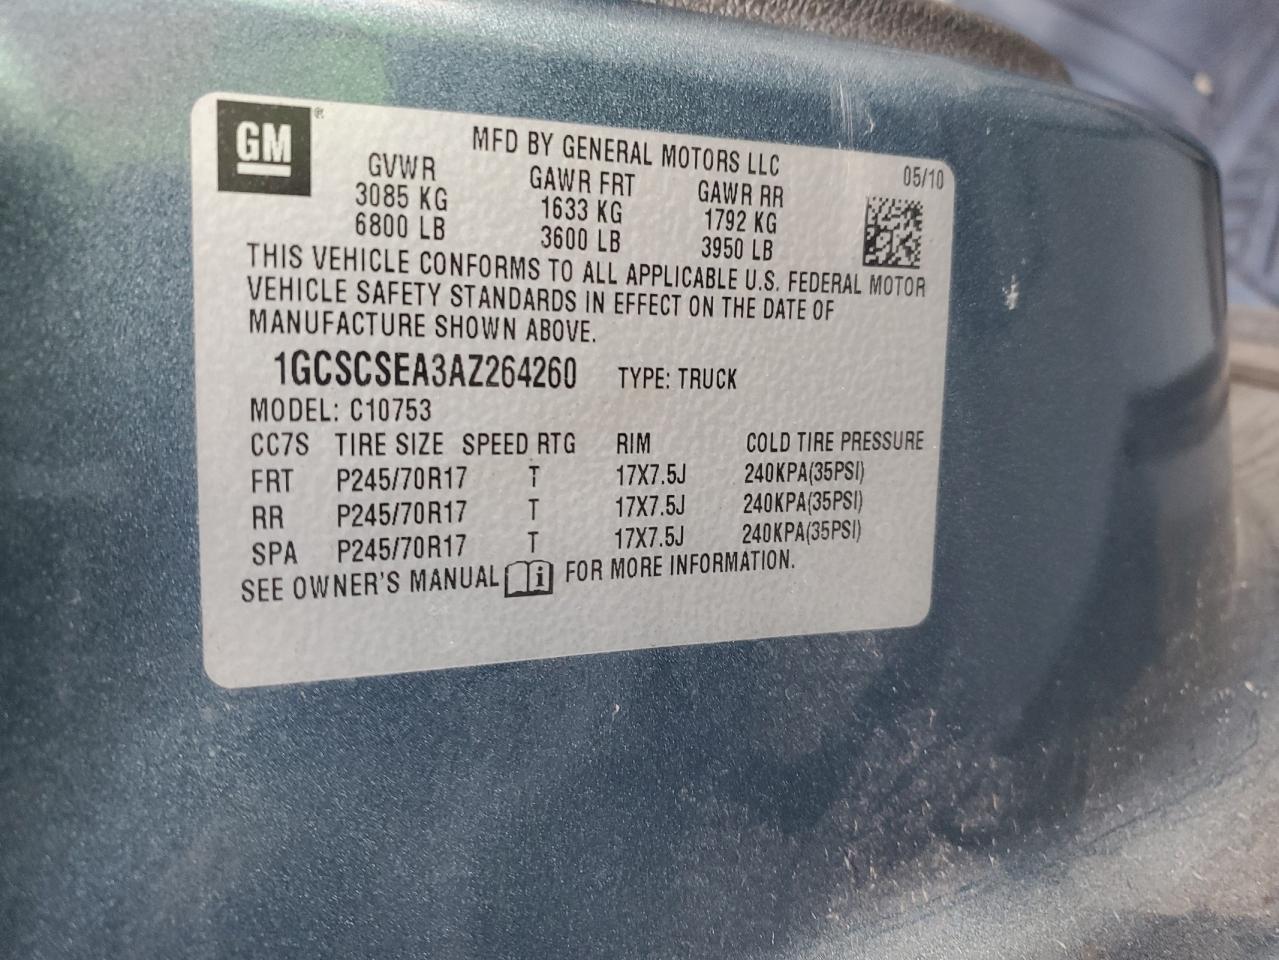 GM®
MFD BY GENERAL MOTORS LLC
05/10
GVWR GAWR FRT GAWR RR
3085 KG 1633 KG 1792 KG
6800 LB 3600 LB 3950 LB
THIS VEHICLE CONFORMS TO ALL APPLICABLE U.S. FEDERAL MOTOR
VEHICLE SAFETY STANDARDS IN EFFECT ON THE DATE OF
MANUFACTURE SHOWN ABOVE.
1GCSCSEA3AZ264260 TYPE: TRUCK
MODEL: C10753
CC7S TIRE SIZE SPEED RTG RIM COLD TIRE PRESSURE
FRT P245/70R17 T 17X7.5J 240KPA(35PSI)
RR P245/70R17 T 17X7.5J 240KPA(35PSI)
SPA P245/70R17 T 17X7.5J 240KPA(35PSI)
SEE OWNER'S MANUAL i FOR MORE INFORMATION.